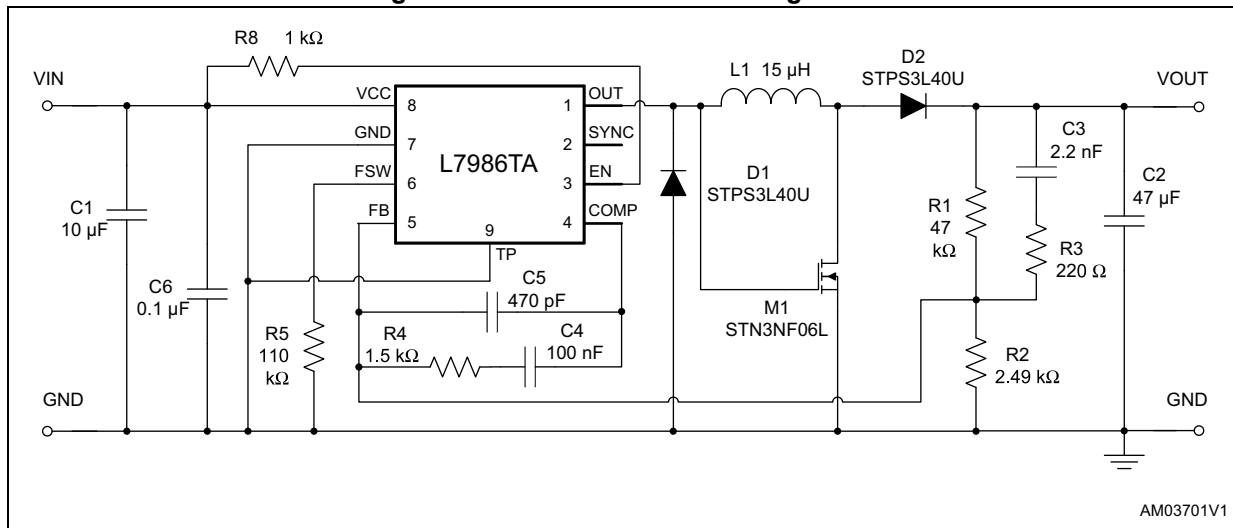 R8 1 kΩ
VIN
VCC
GND
FSW
FB
8
7
6
5
L7986TA
9
TP
1
2
3
4
OUT
SYNC
EN
COMP
L1 15 µH
D2
STPS3L40U
VOUT
D1
STPS3L40U
M1
STN3NF06L
C3
2.2 nF
C2
47 µF
R1
47
kΩ
R3
220 Ω
R2
2.49 kΩ
C1
10 µF
C6
0.1 µF
R5
110
kΩ
C5
470 pF
R4
1.5 kΩ
C4
100 nF
GND
GND
AM03701V1